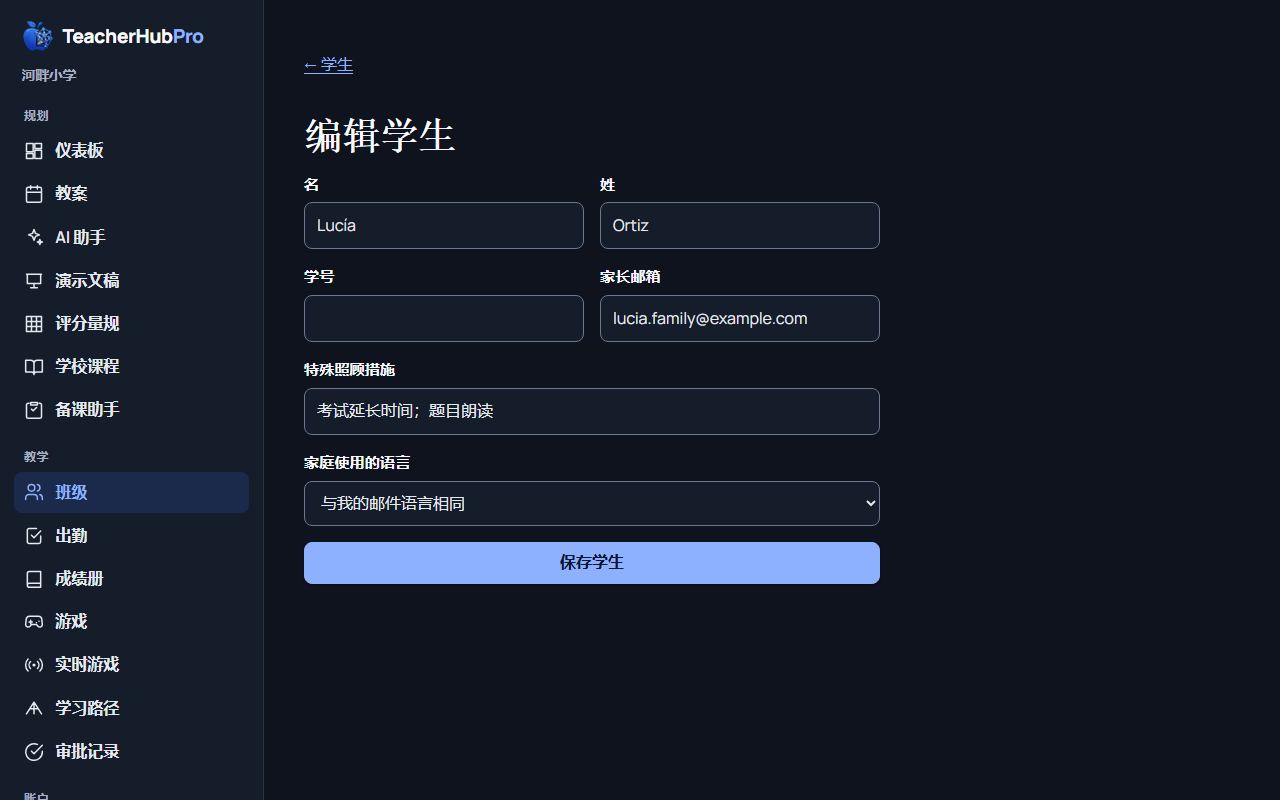 TeacherHubPro
河畔小学
规划
仪表板
教案
AI 助手
演示文稿
评分量规
学校课程
备课助手
教学
班级
出勤
成绩册
游戏
实时游戏
学习路径
审批记录
账户
← 学生
编辑学生
名
姓
Lucía
Ortiz
学号
家长邮箱
lucia.family@example.com
特殊照顾措施
考试延长时间；题目朗读
家庭使用的语言
与我的邮件语言相同
保存学生